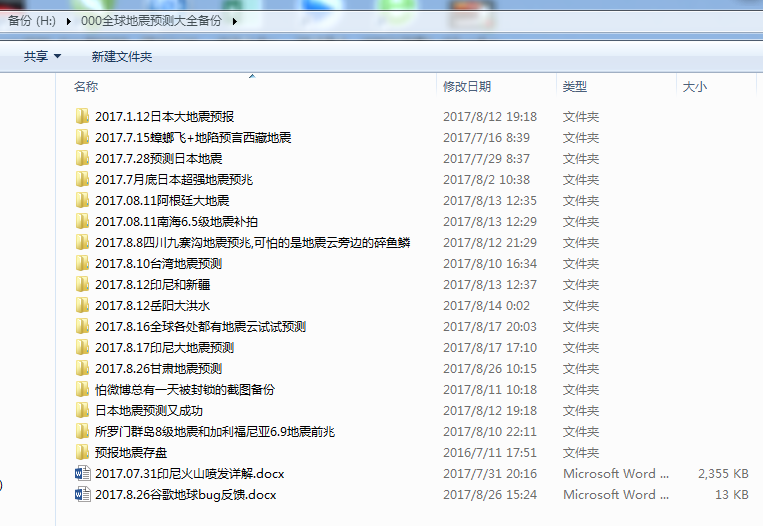 备份 (H:) ▸ 000全球地震预测大全备份 ▸
共享 ▼ 新建文件夹
名称 修改日期 类型 大小
2017.1.12日本大地震预报 2017/8/12 19:18 文件夹
2017.7.15蟑螂飞+地陷预言西藏地震 2017/7/16 8:39 文件夹
2017.7.28预测日本地震 2017/7/29 8:37 文件夹
2017.7月底日本超强地震预兆 2017/8/2 10:38 文件夹
2017.08.11阿根廷大地震 2017/8/13 12:35 文件夹
2017.08.11南海6.5级地震补拍 2017/8/13 12:29 文件夹
2017.8.8四川九寨沟地震预兆,可怕的是地震云旁边的碎鱼鳞 2017/8/12 21:29 文件夹
2017.8.10台湾地震预测 2017/8/10 16:34 文件夹
2017.8.12印尼和新疆 2017/8/13 12:37 文件夹
2017.8.12岳阳大洪水 2017/8/14 0:02 文件夹
2017.8.16全球各处都有地震云试试预测 2017/8/17 20:03 文件夹
2017.8.17印尼大地震预测 2017/8/17 17:10 文件夹
2017.8.26甘肃地震预测 2017/8/26 10:15 文件夹
怕微博总有一天被封锁的截图备份 2017/8/11 10:18 文件夹
日本地震预测又成功 2017/8/12 19:18 文件夹
所罗门群岛8级地震和加利福尼亚6.9地震前兆 2017/8/10 22:11 文件夹
预报地震存盘 2016/7/11 17:51 文件夹
2017.07.31印尼火山喷发详解.docx 2017/7/31 20:16 Microsoft Word ... 2,355 KB
2017.8.26谷歌地球bug反馈.docx 2017/8/26 15:24 Microsoft Word ... 13 KB